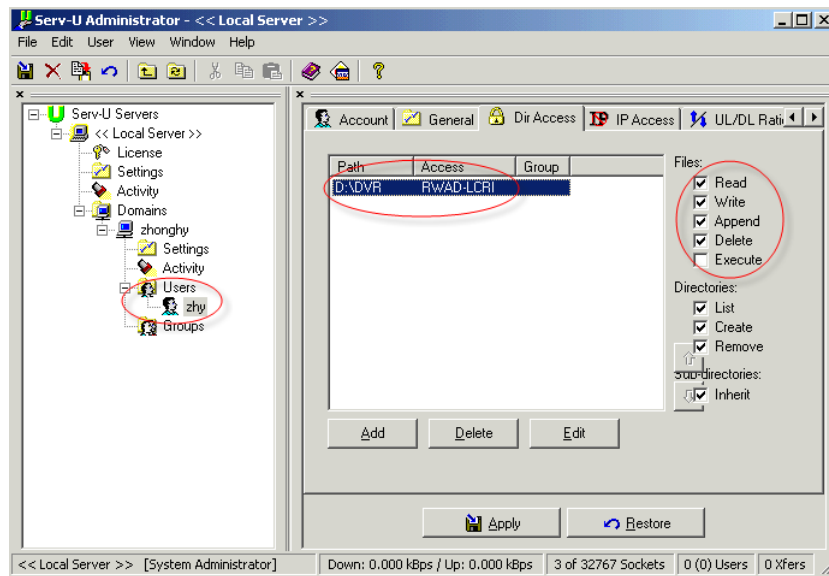 Serv-U Administrator - << Local Server >>
File Edit User View Window Help
Serv-U Servers
<< Local Server >>
License
Settings
Activity
Domains
zhonghy
Settings
Activity
Users
zhy
Groups
Account General Dir Access IP Access UL/DL Rati
Path Access Group
D:\DVR RWAD-LCRI
Files:
Read
Write
Append
Delete
Execute
Directories:
List
Create
Remove
Sub-directories:
Inherit
Add Delete Edit
Apply Restore
<< Local Server >> [System Administrator] Down: 0.000 kBps / Up: 0.000 kBps 3 of 32767 Sockets 0 (0) Users 0 Xfers